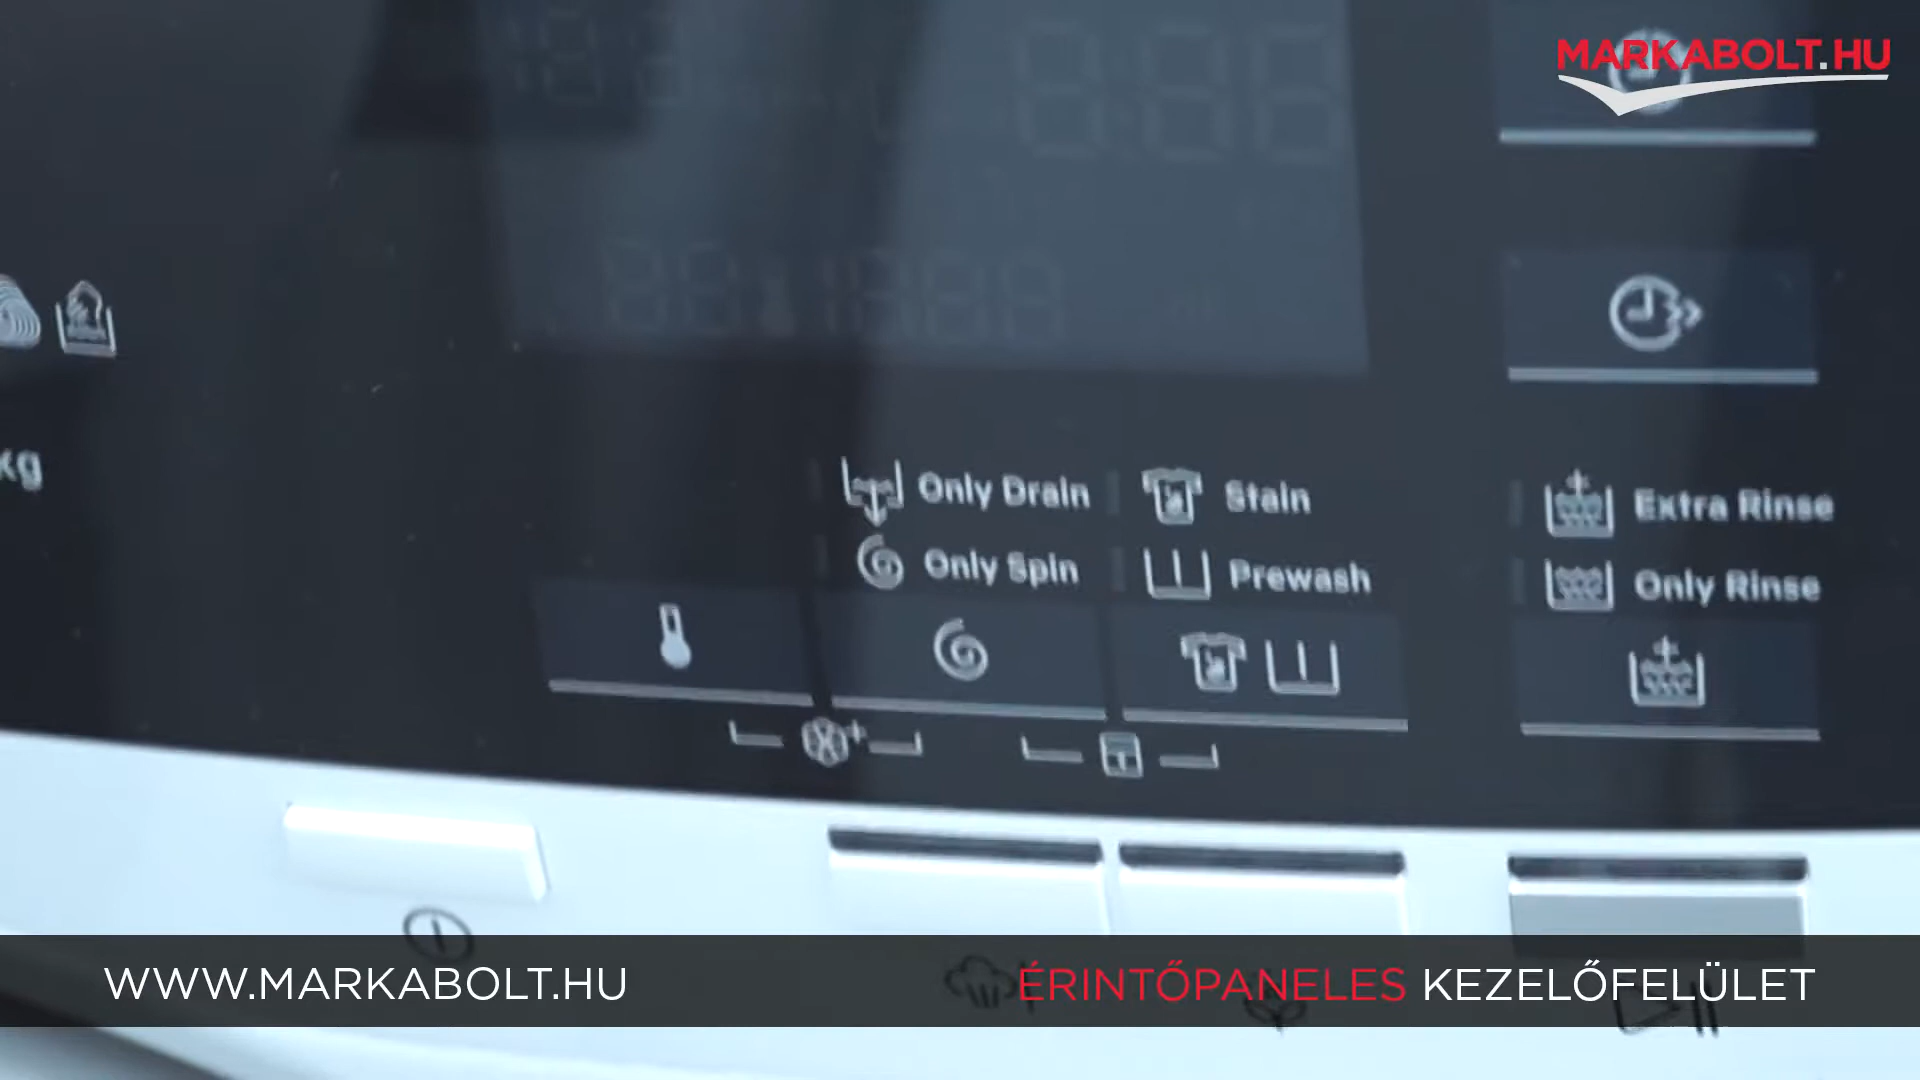 MARKABOLT.HU
kg
Only Drain
Stain
Extra Rinse
Only Spin
Prewash
Only Rinse
WWW.MARKABOLT.HU
ÉRINTŐPANELES KEZELŐFELÜLET